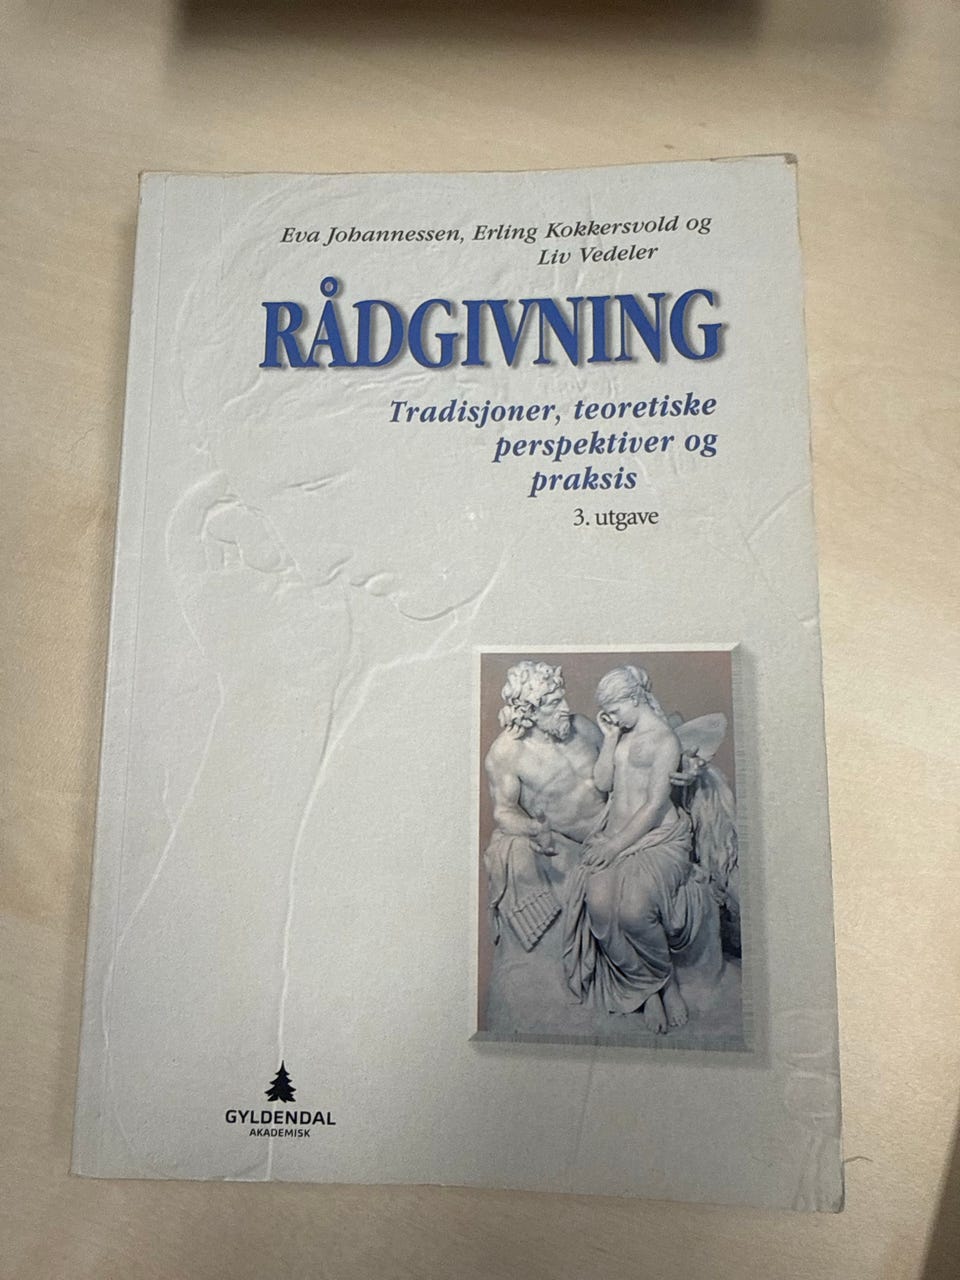 Eva Johannessen, Erling Kokkersvold og
Liv Vedeler
RÅDGIVNING
Tradisjoner, teoretiske
perspektiver og
praksis
3. utgave
GYLDENDAL
AKADEMISK